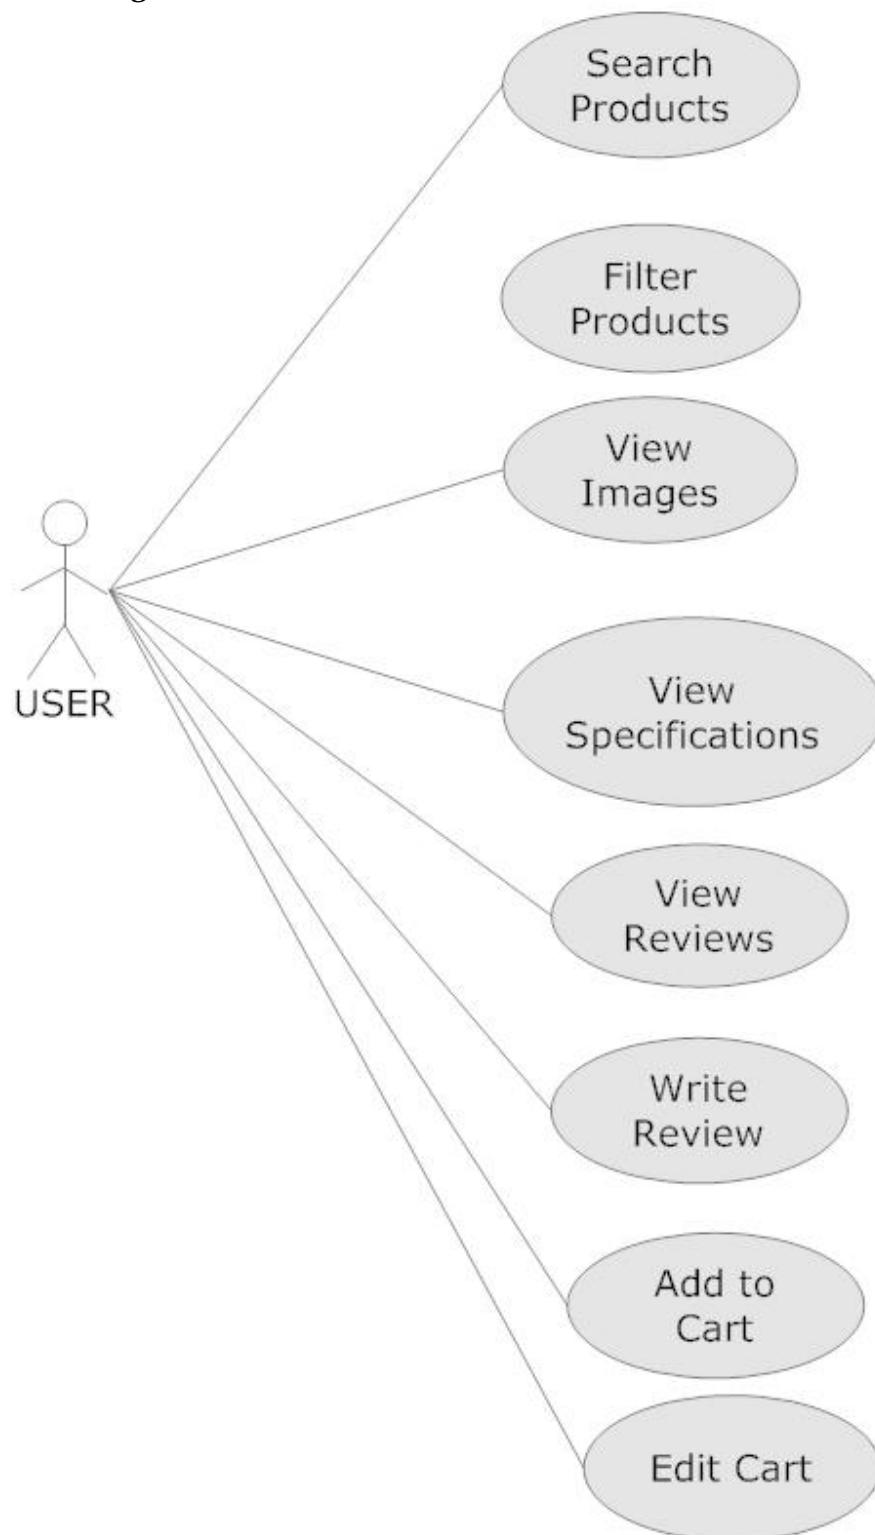 Search
Products
Filter
Products
View
Images
USER
View
Specifications
View
Reviews
Write
Review
Add to
Cart
Edit Cart